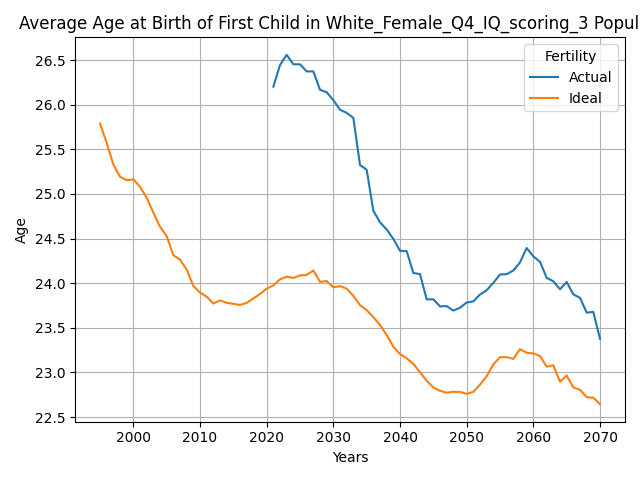 Average Age at Birth of First Child in White_Female_Q4_IQ_scoring_3 Popul
Fertility
Actual
Ideal
26.5
26.0
25.5
25.0
24.5
24.0
23.5
23.0
22.5
Age
2000
2010
2020
2030
2040
2050
2060
2070
Years